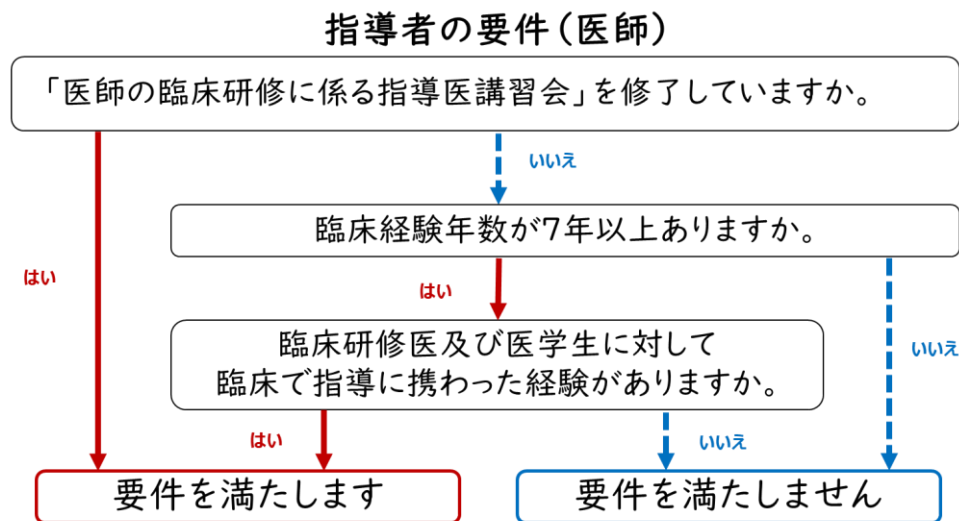 指導者の要件（医師）
「医師の臨床研修に係る指導医講習会」を修了していますか。
いいえ
臨床経験年数が7年以上ありますか。
はい
はい
いいえ
臨床研修医及び医学生に対して
臨床で指導に携わった経験がありますか。
はい
いいえ
要件を満たします
要件を満たしません